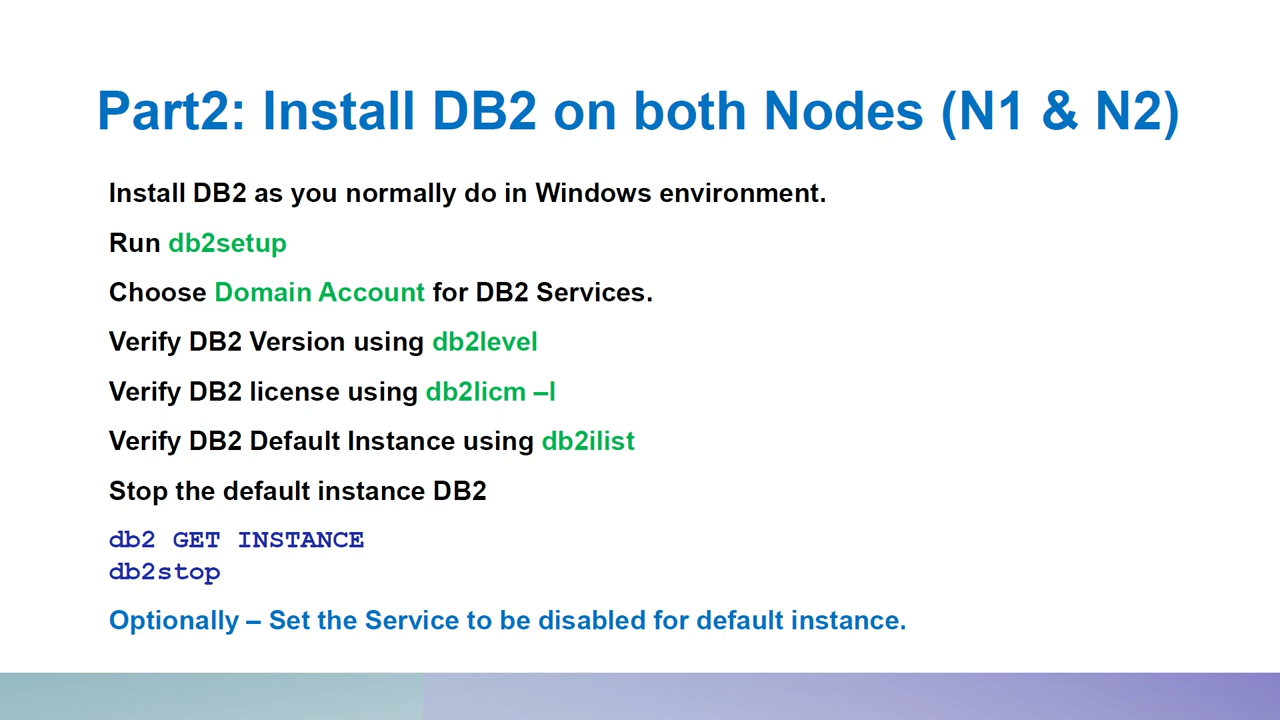 Part2: Install DB2 on both Nodes (N1 & N2)
Install DB2 as you normally do in Windows environment.
Run db2setup
Choose Domain Account for DB2 Services.
Verify DB2 Version using db2level
Verify DB2 license using db2licm –l
Verify DB2 Default Instance using db2ilist
Stop the default instance DB2
db2 GET INSTANCE
db2stop
Optionally – Set the Service to be disabled for default instance.